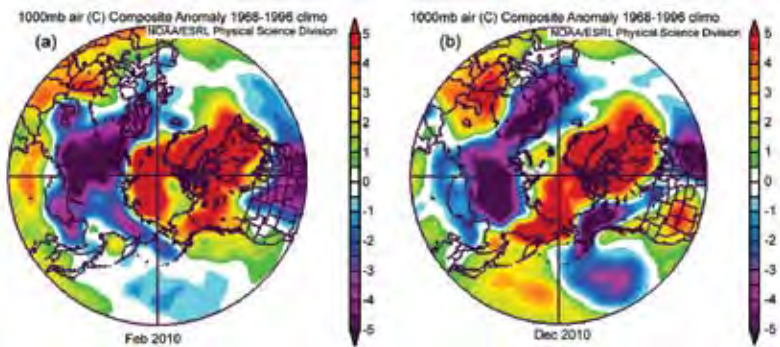 1000mb air (C) Composite Anomaly 1968-1996 climo
NOAA/ESRL Physical Science Division
(a)
5
4
3
2
1
0
-1
-2
-3
-4
-5
Feb 2010
1000mb air (C) Composite Anomaly 1968-1996 climo
NOAA/ESRL Physical Science Division
(b)
5
4
3
2
1
0
-1
-2
-3
-4
-5
Dec 2010